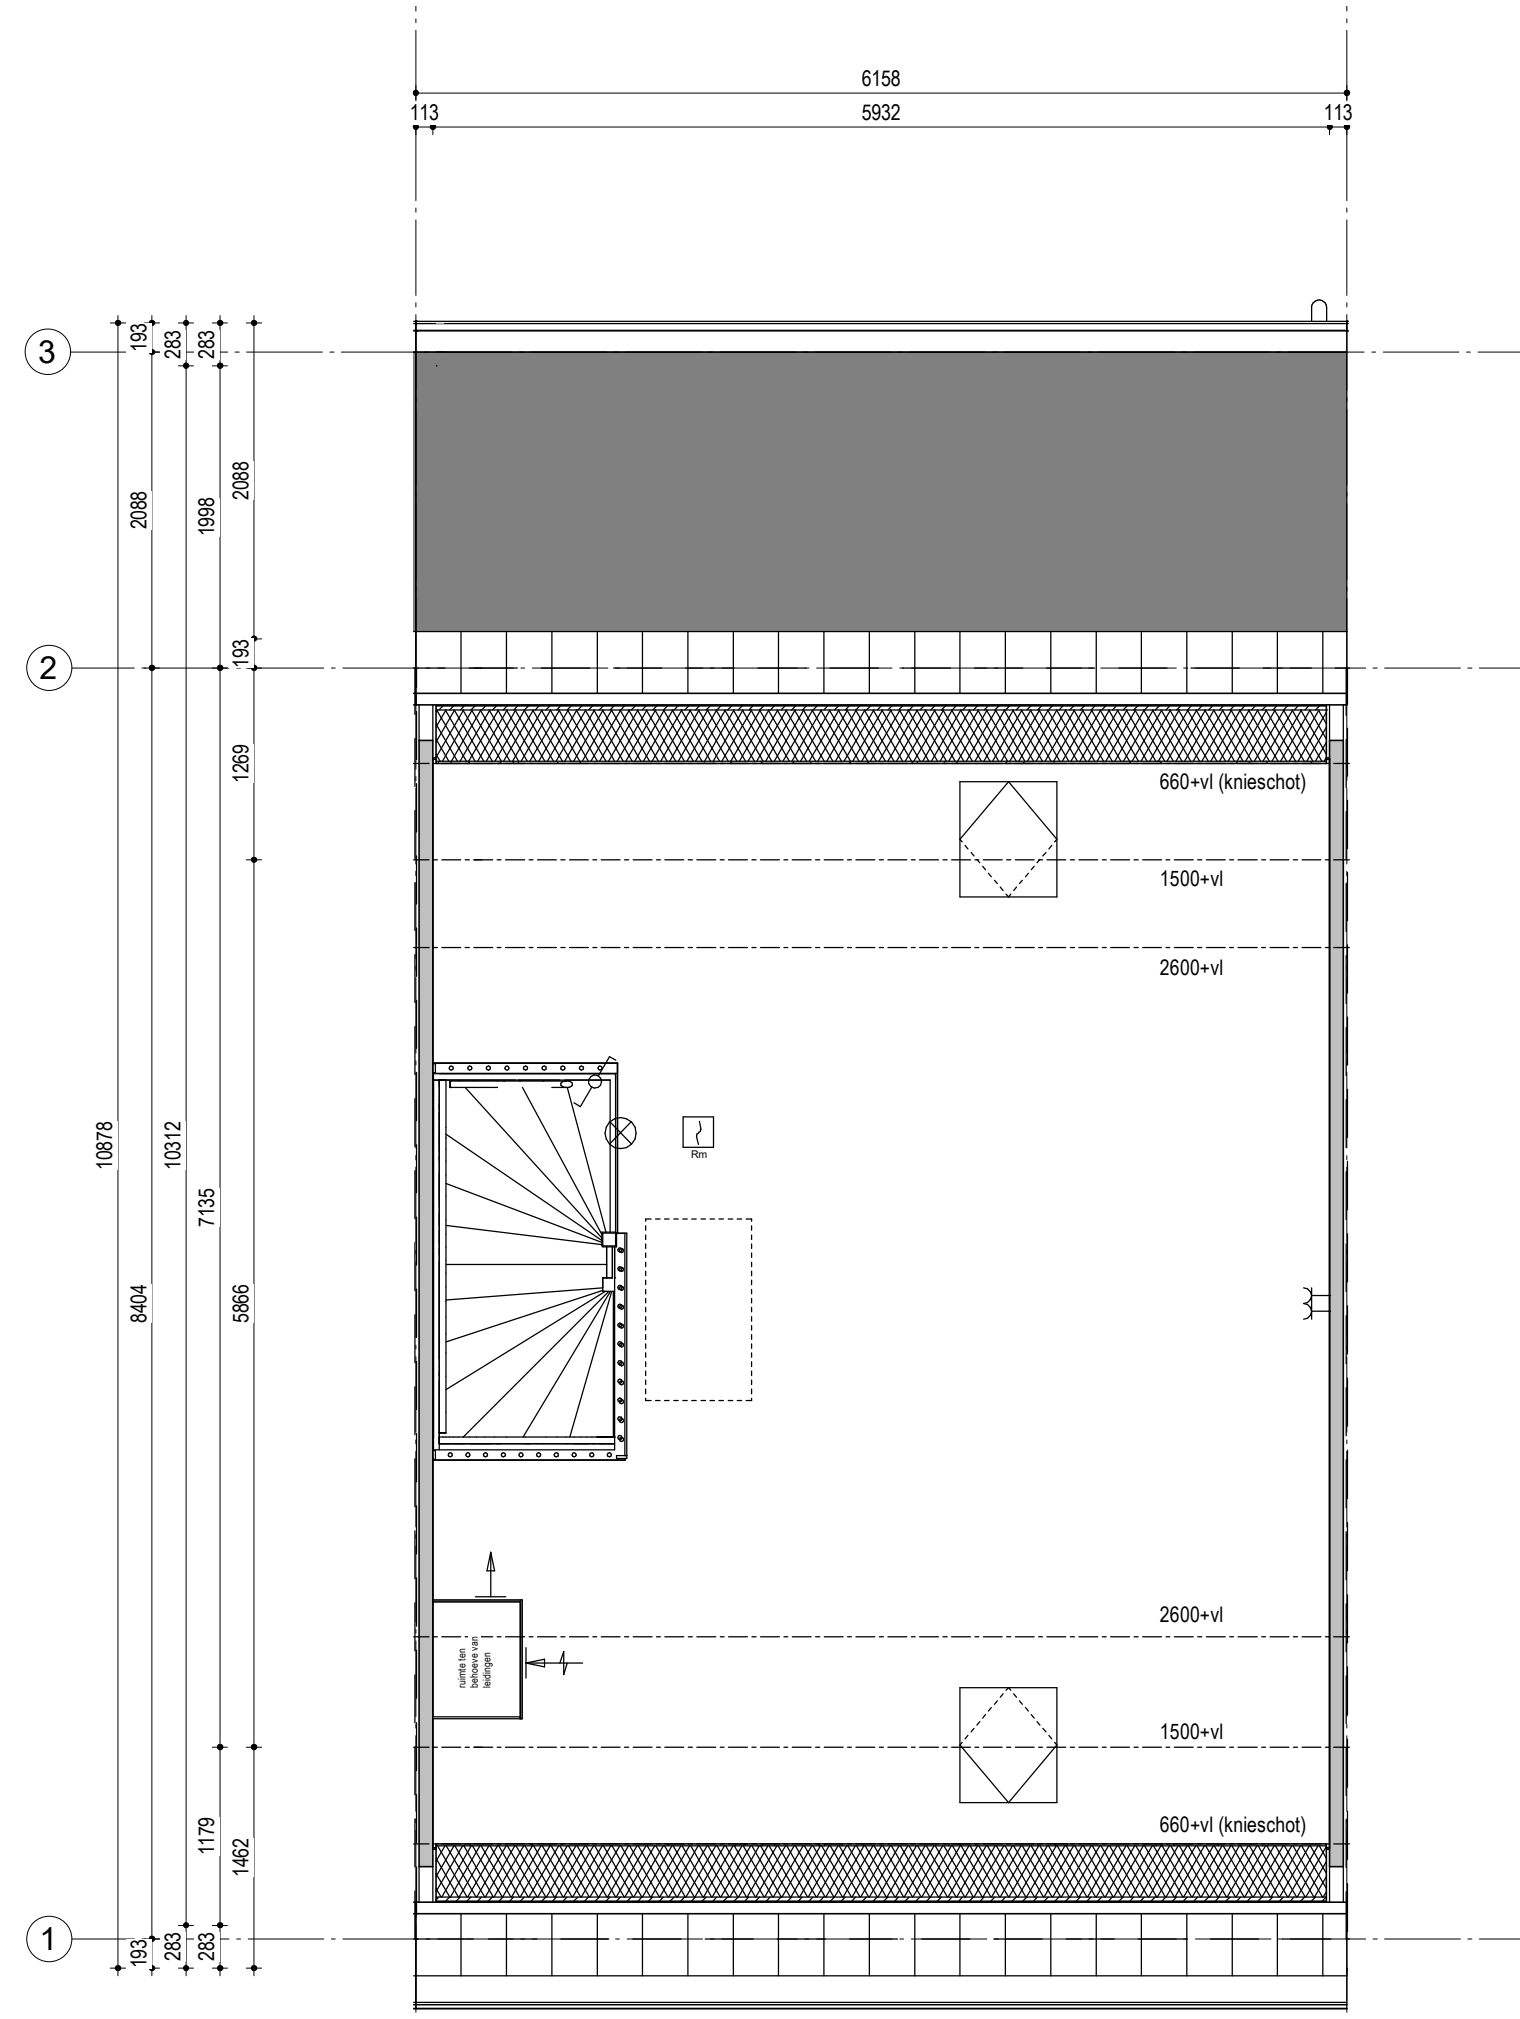 6158
113
5932
113
3
193
283
283
2088
1998
2088
2
193
1269
660+vl (knieschot)
1500+vl
2600+vl
Rm
10878
10312
7135
8404
5866
2600+vl
ruimte ten
behoeve van
leidingen
1500+vl
1179
1462
660+vl (knieschot)
1
193
283
283